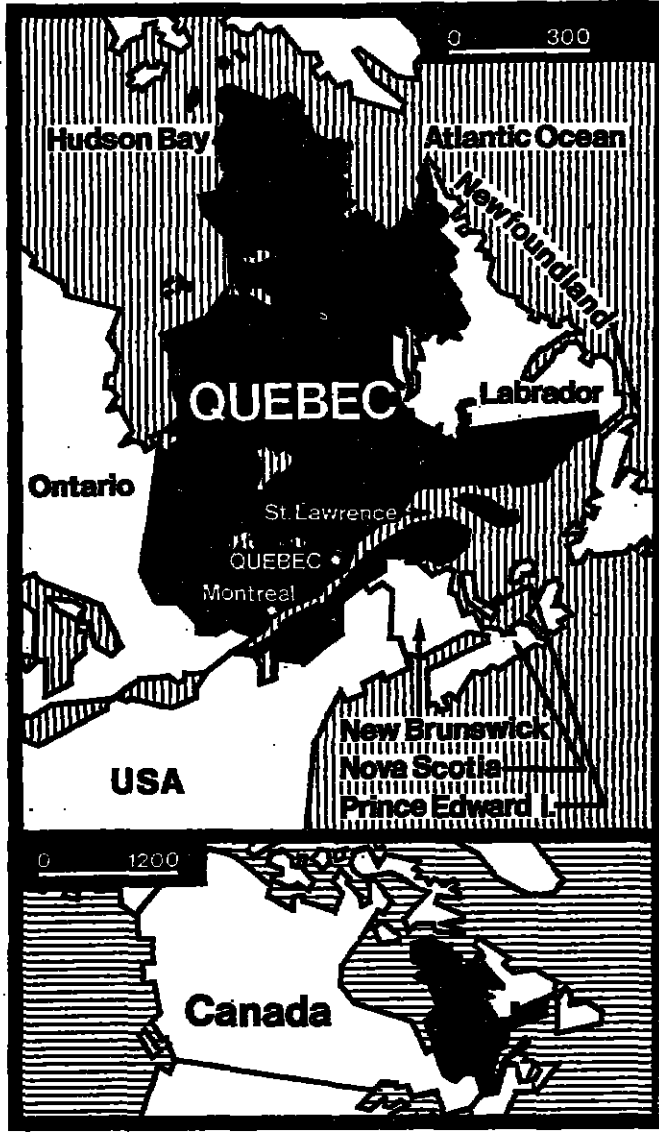 0 300
Hudson Bay
Atlantic Ocean
Newfoundland
QUEBEC
Labrador
Ontario
St. Lawrence
QUEBEC
Montreal
New Brunswick
Nova Scotia
USA
Prince Edward I.
0 1200
Canada